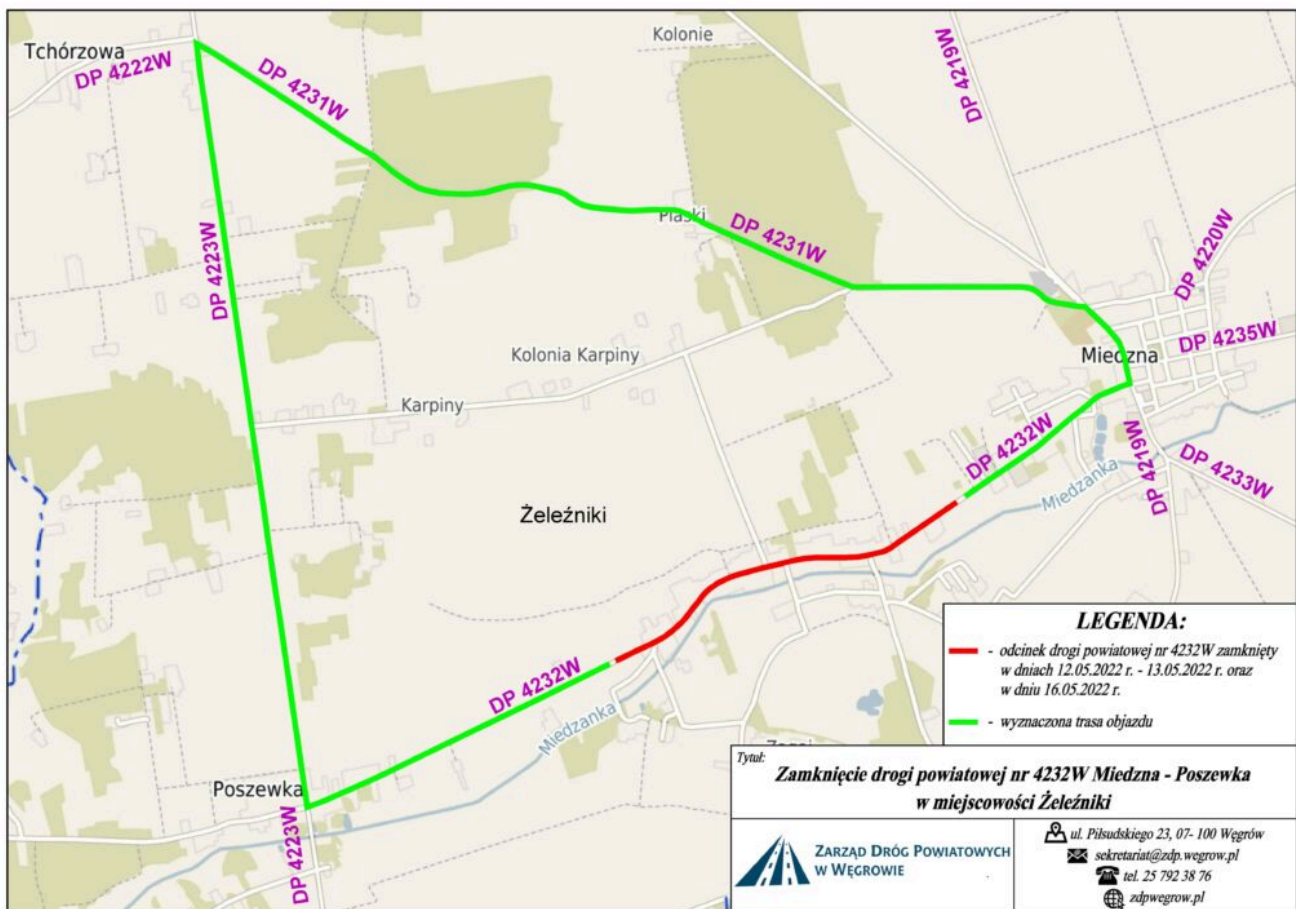 Tchórzowa
DP 4222W
DP 4231W
Kolonie
DP 4219W
DP 4223W
Piaski
DP 4231W
DP 4220W
Kolonia Karpiny
Miedzna
DP 4235W
Karpiny
DP 4232W
DP 4219W
DP 4233W
Miedzanka
Żeleźniki
DP 4232W
Miedzanka
Poszewka
DP 4223W
LEGENDA:
- odcinek drogi powiatowej nr 4232W zamknięty
w dniach 12.05.2022 r. - 13.05.2022 r. oraz
w dniu 16.05.2022 r.
- wyznaczona trasa objazdu
Tytuł:
Zamknięcie drogi powiatowej nr 4232W Miedzna - Poszewka
w miejscowości Żeleźniki
ZARZĄD DRÓG POWIATOWYCH
W WĘGROWIE
ul. Piłsudskiego 23, 07- 100 Węgrów
sekretariat@zdp.wegrow.pl
tel. 25 792 38 76
zdpwegrow.pl